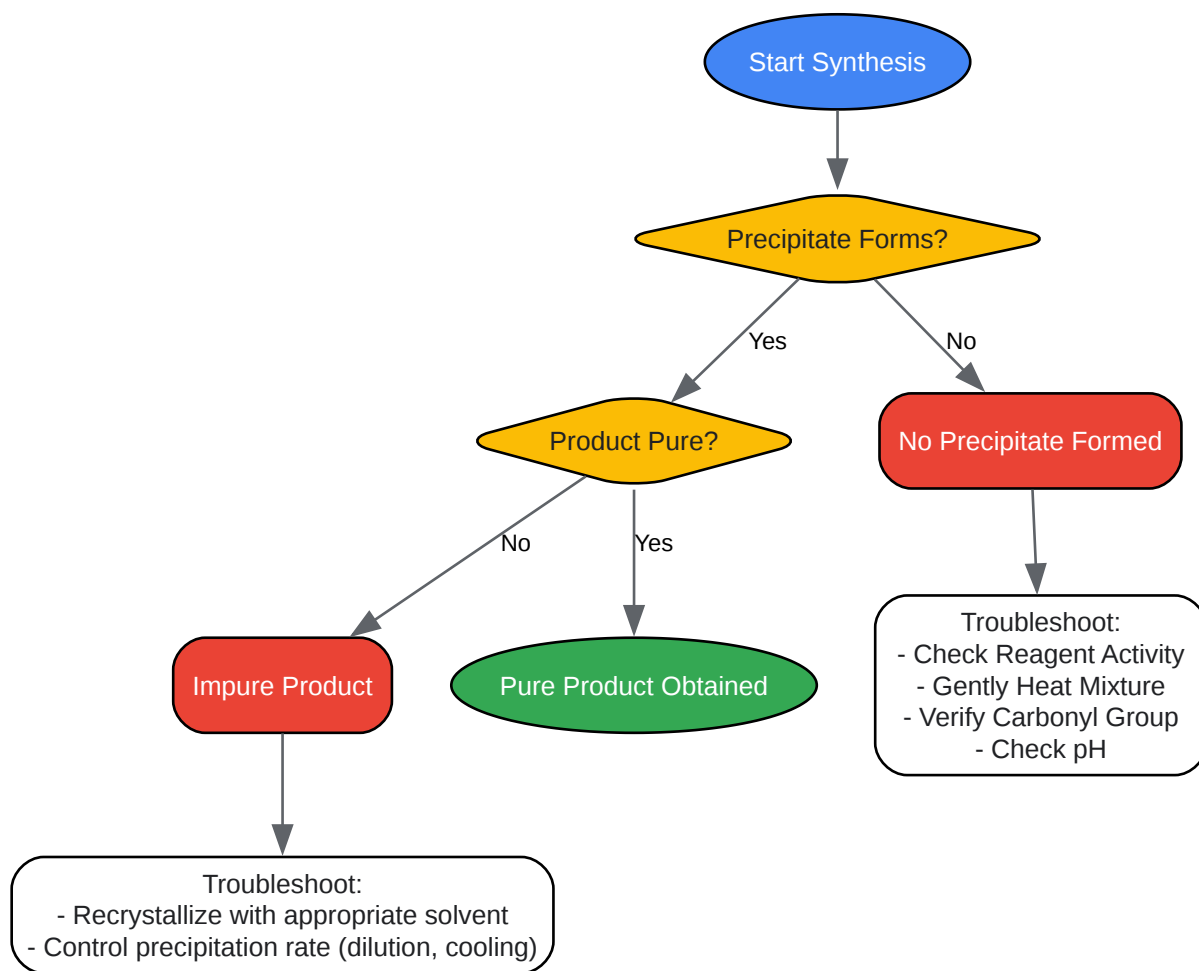 Start Synthesis
Precipitate Forms?
Yes
No
Product Pure?
No Precipitate Formed
No
Yes
Troubleshoot:
- Check Reagent Activity
- Gently Heat Mixture
- Verify Carbonyl Group
- Check pH
Impure Product
Pure Product Obtained
Troubleshoot:
- Recrystallize with appropriate solvent
- Control precipitation rate (dilution, cooling)